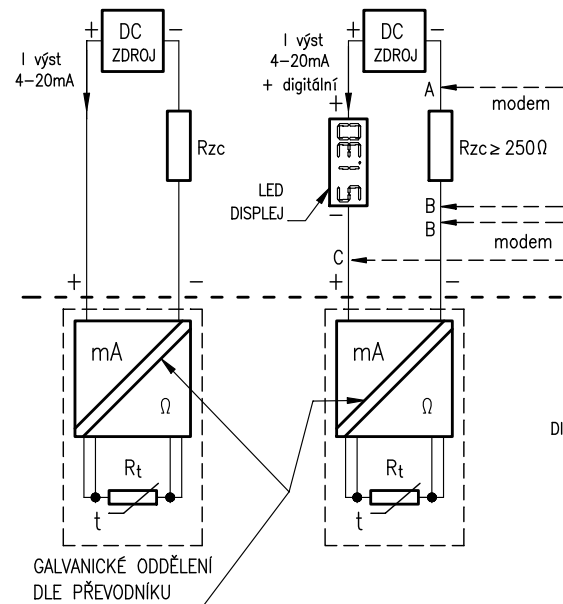 + DC ZDROJ −
I výst
4−20mA
Rzc
+ −
mA
Ω
Rt
t
+ DC ZDROJ −
I výst
4−20mA
+ digitální
+
LED
DISPLEJ
−
A
modem
Rzc ≥ 250Ω
B
B
modem
C
+ −
mA
Ω
Rt
t
DI
GALVANICKÉ ODDĚLENÍ
DLE PŘEVODNÍKU